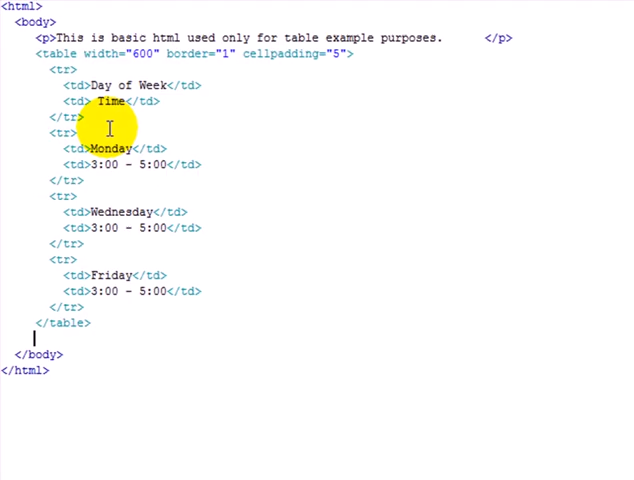 <html>
<body>
<p>This is basic html used only for table example purposes. </p>
<table width="600" border="1" cellpadding="5">
<tr>
<td>Day of Week</td>
<td> Time</td>
</tr>
<tr>
<td>Monday</td>
<td>3:00 - 5:00</td>
</tr>
<tr>
<td>Wednesday</td>
<td>3:00 - 5:00</td>
</tr>
<tr>
<td>Friday</td>
<td>3:00 - 5:00</td>
</tr>
</table>
</body>
</html>